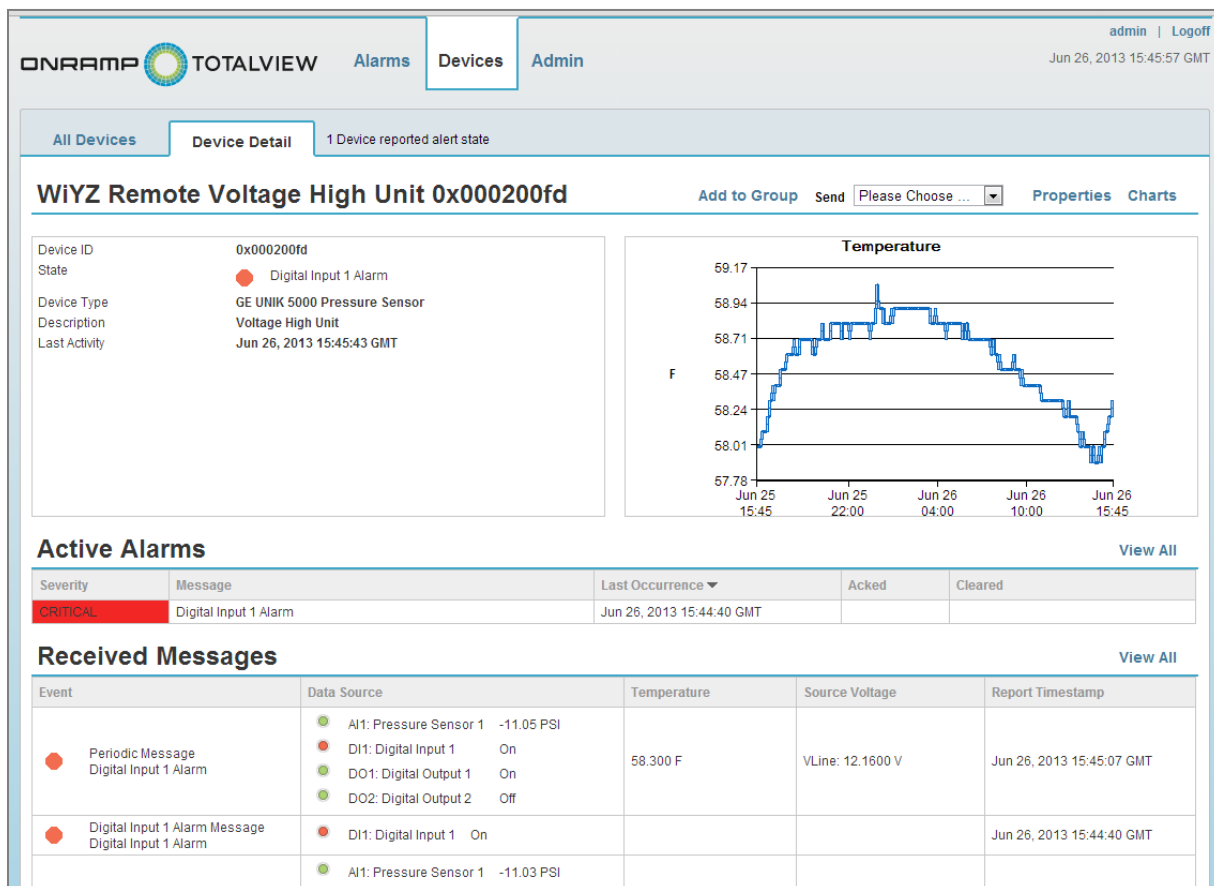 admin | Logoff
ONRAMP TOTALVIEW Alarms Devices Admin
Jun 26, 2013 15:45:57 GMT
All Devices Device Detail 1 Device reported alert state
WiYZ Remote Voltage High Unit 0x000200fd Add to Group Send Please Choose ... Properties Charts
Device ID 0x000200fd
State Digital Input 1 Alarm
Device Type GE UNIK 5000 Pressure Sensor
Description Voltage High Unit
Last Activity Jun 26, 2013 15:45:43 GMT
Temperature
59.17
58.94
58.71
F 58.47
58.24
58.01
57.78
Jun 25 Jun 25 Jun 26 Jun 26 Jun 26
15:45 22:00 04:00 10:00 15:45
Active Alarms View All
Severity Message Last Occurrence Acked Cleared
CRITICAL Digital Input 1 Alarm Jun 26, 2013 15:44:40 GMT
Received Messages View All
Event Data Source Temperature Source Voltage Report Timestamp
Periodic Message
Digital Input 1 Alarm
AI1: Pressure Sensor 1 -11.05 PSI
DI1: Digital Input 1 On
DO1: Digital Output 1 On
DO2: Digital Output 2 Off
58.300 F
VLine: 12.1600 V
Jun 26, 2013 15:45:07 GMT
Digital Input 1 Alarm Message
Digital Input 1 Alarm
DI1: Digital Input 1 On
Jun 26, 2013 15:44:40 GMT
AI1: Pressure Sensor 1 -11.03 PSI